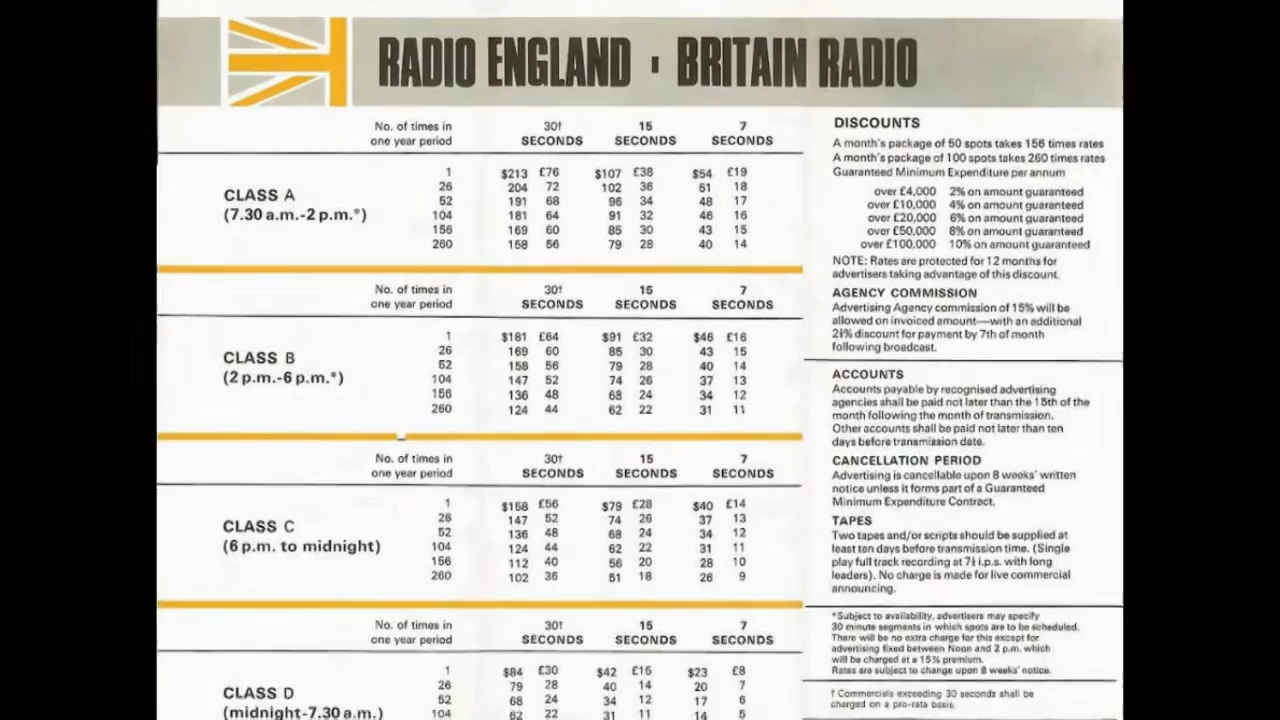 RADIO ENGLAND · BRITAIN RADIO
No. of times in 30† 15 7
one year period SECONDS SECONDS SECONDS
1 $213 £76 $107 £38 $54 £19
26 204 72 102 36 51 18
CLASS A 52 191 68 96 34 48 17
(7.30 a.m.-2 p.m.*) 104 181 64 91 32 46 16
156 169 60 85 30 43 15
260 158 56 79 28 40 14
No. of times in 30† 15 7
one year period SECONDS SECONDS SECONDS
1 $181 £64 $91 £32 $46 £16
26 169 60 85 30 43 15
CLASS B 52 158 56 79 28 40 14
(2 p.m.-6 p.m.*) 104 147 52 74 26 37 13
156 136 48 68 24 34 12
260 124 44 62 22 31 11
No. of times in 30† 15 7
one year period SECONDS SECONDS SECONDS
1 $158 £56 $79 £28 $40 £14
26 147 52 74 26 37 13
CLASS C 52 136 48 68 24 34 12
(6 p.m. to midnight) 104 124 44 62 22 31 11
156 112 40 56 20 28 10
260 102 36 51 18 26 9
No. of times in 30† 15 7
one year period SECONDS SECONDS SECONDS
1 $84 £30 $42 £15 $23 £8
26 79 28 40 14 20 7
CLASS D 52 68 24 34 12 17 6
(midnight-7.30 a.m.) 104 62 22 31 11 14 5
DISCOUNTS
A month's package of 50 spots takes 156 times rates
A month's package of 100 spots takes 260 times rates
Guaranteed Minimum Expenditure per annum
over £4,000 2% on amount guaranteed
over £10,000 4% on amount guaranteed
over £20,000 6% on amount guaranteed
over £50,000 8% on amount guaranteed
over £100,000 10% on amount guaranteed
NOTE: Rates are protected for 12 months for
advertisers taking advantage of this discount.
AGENCY COMMISSION
Advertising Agency commission of 15% will be
allowed on invoiced amount—with an additional
2½% discount for payment by 7th of month
following broadcast.
ACCOUNTS
Accounts payable by recognised advertising
agencies shall be paid not later than the 15th of the
month following the month of transmission.
Other accounts shall be paid not later than ten
days before transmission date.
CANCELLATION PERIOD
Advertising is cancellable upon 8 weeks' written
notice unless it forms part of a Guaranteed
Minimum Expenditure Contract.
TAPES
Two tapes and/or scripts should be supplied at
least ten days before transmission time. (Single
play full track recording at 7½ i.p.s. with long
leaders). No charge is made for live commercial
announcing.
*Subject to availability, advertisers may specify
30 minute segments in which spots are to be scheduled.
There will be no extra charge for this except for
advertising fixed between Noon and 2 p.m. which
will be charged at a 15% premium.
Rates are subject to change upon 8 weeks' notice.
† Commercials exceeding 30 seconds shall be
charged on a pro-rata basis.